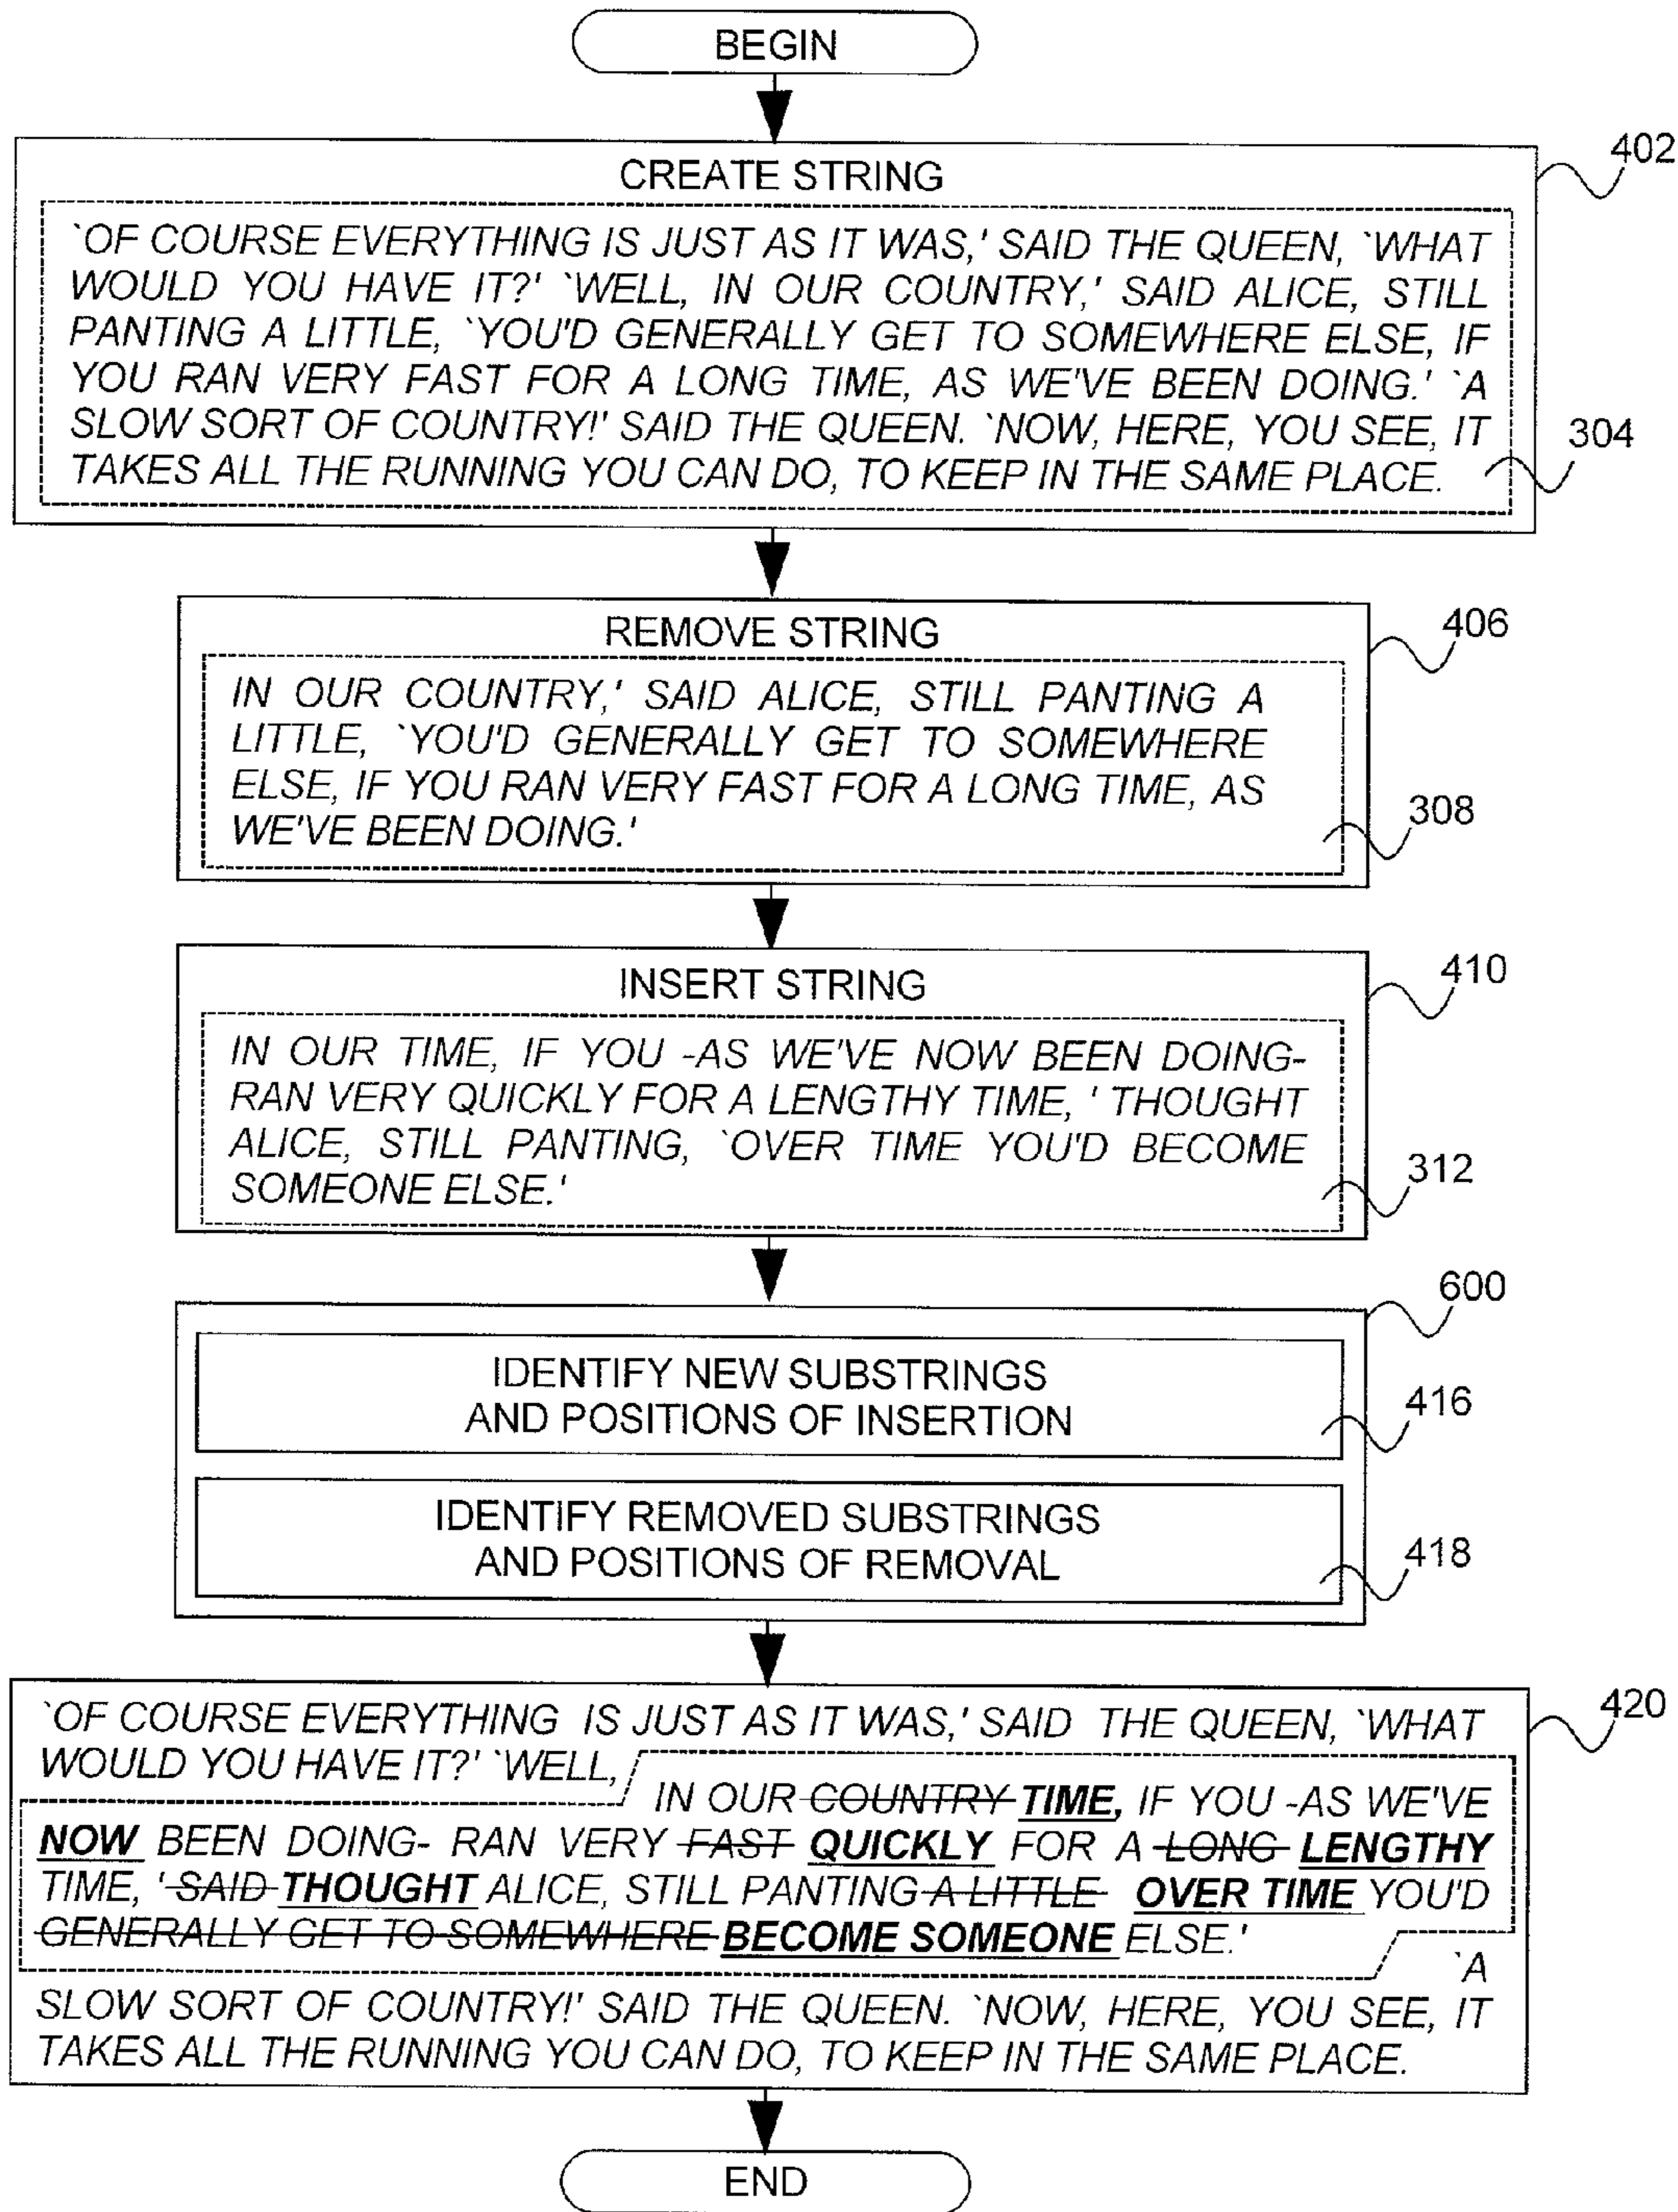 BEGIN
402
CREATE STRING
`OF COURSE EVERYTHING IS JUST AS IT WAS,' SAID THE QUEEN, `WHAT
WOULD YOU HAVE IT?' `WELL, IN OUR COUNTRY,' SAID ALICE, STILL
PANTING A LITTLE, `YOU'D GENERALLY GET TO SOMEWHERE ELSE, IF
YOU RAN VERY FAST FOR A LONG TIME, AS WE'VE BEEN DOING.' `A
SLOW SORT OF COUNTRY!' SAID THE QUEEN. `NOW, HERE, YOU SEE, IT
304
TAKES ALL THE RUNNING YOU CAN DO, TO KEEP IN THE SAME PLACE.
406
REMOVE STRING
IN OUR COUNTRY,' SAID ALICE, STILL PANTING A
LITTLE, `YOU'D GENERALLY GET TO SOMEWHERE
ELSE, IF YOU RAN VERY FAST FOR A LONG TIME, AS
WE'VE BEEN DOING.'
308
410
INSERT STRING
IN OUR TIME, IF YOU -AS WE'VE NOW BEEN DOING-
RAN VERY QUICKLY FOR A LENGTHY TIME, ' THOUGHT
ALICE, STILL PANTING, `OVER TIME YOU'D BECOME
SOMEONE ELSE.'
312
600
IDENTIFY NEW SUBSTRINGS
AND POSITIONS OF INSERTION
416
IDENTIFY REMOVED SUBSTRINGS
AND POSITIONS OF REMOVAL
418
420
`OF COURSE EVERYTHING IS JUST AS IT WAS,' SAID THE QUEEN, `WHAT
WOULD YOU HAVE IT?' `WELL,
IN OUR COUNTRY TIME, IF YOU -AS WE'VE
NOW BEEN DOING- RAN VERY FAST QUICKLY FOR A LONG LENGTHY
TIME, ' SAID THOUGHT ALICE, STILL PANTING A LITTLE OVER TIME YOU'D
GENERALLY GET TO SOMEWHERE BECOME SOMEONE ELSE.'
`A
SLOW SORT OF COUNTRY!' SAID THE QUEEN. `NOW, HERE, YOU SEE, IT
TAKES ALL THE RUNNING YOU CAN DO, TO KEEP IN THE SAME PLACE.
END